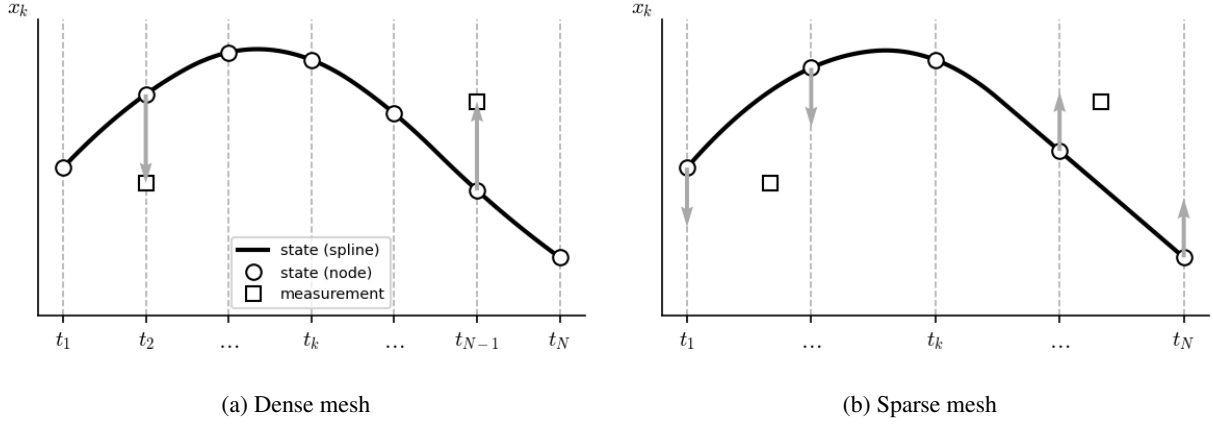 x_k
state (spline)
state (node)
measurement
t_1 t_2 ... t_k ... t_{N-1} t_N
(a) Dense mesh
x_k
t_1 ... t_k ... t_N
(b) Sparse mesh